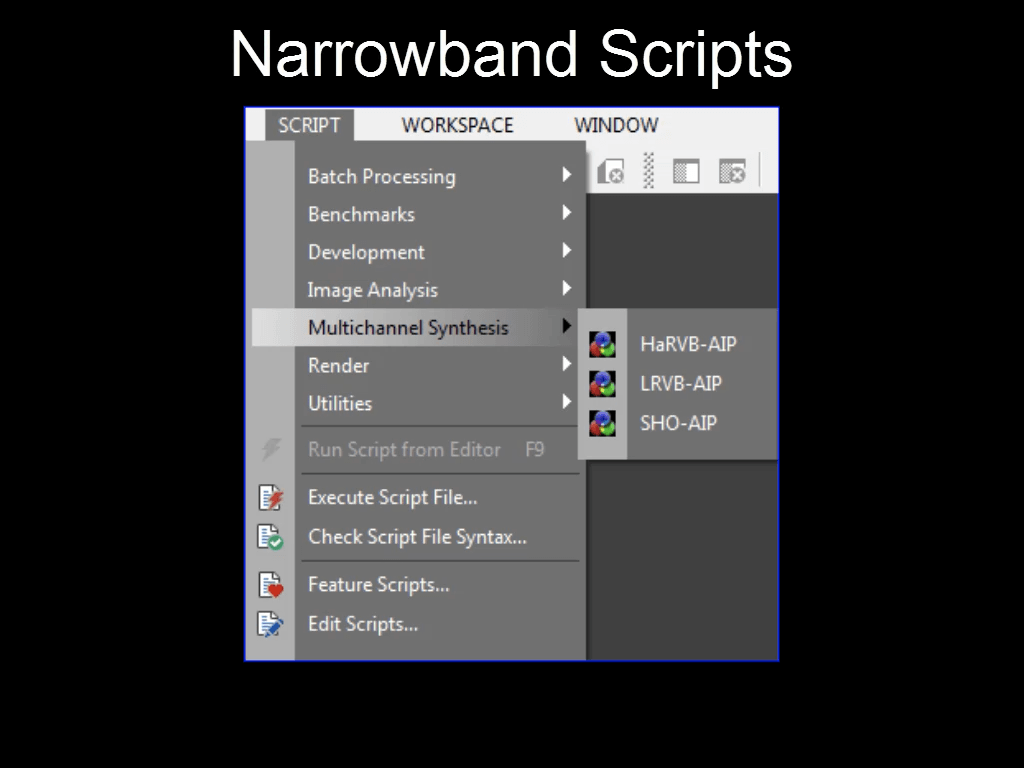 Narrowband Scripts
SCRIPT WORKSPACE WINDOW
Batch Processing
Benchmarks
Development
Image Analysis
Multichannel Synthesis
HaRVB-AIP
Render
LRVB-AIP
Utilities
SHO-AIP
Run Script from Editor F9
Execute Script File...
Check Script File Syntax...
Feature Scripts...
Edit Scripts...